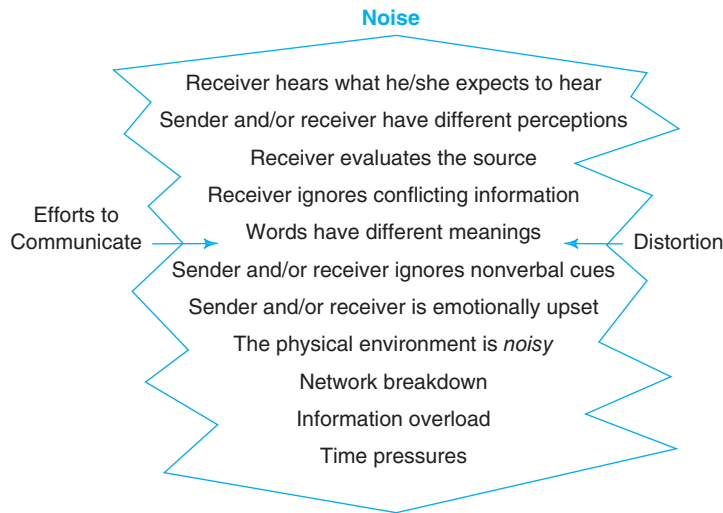 Noise
Receiver hears what he/she expects to hear
Sender and/or receiver have different perceptions
Receiver evaluates the source
Receiver ignores conflicting information
Efforts to
Communicate
Words have different meanings
Distortion
Sender and/or receiver ignores nonverbal cues
Sender and/or receiver is emotionally upset
The physical environment is noisy
Network breakdown
Information overload
Time pressures